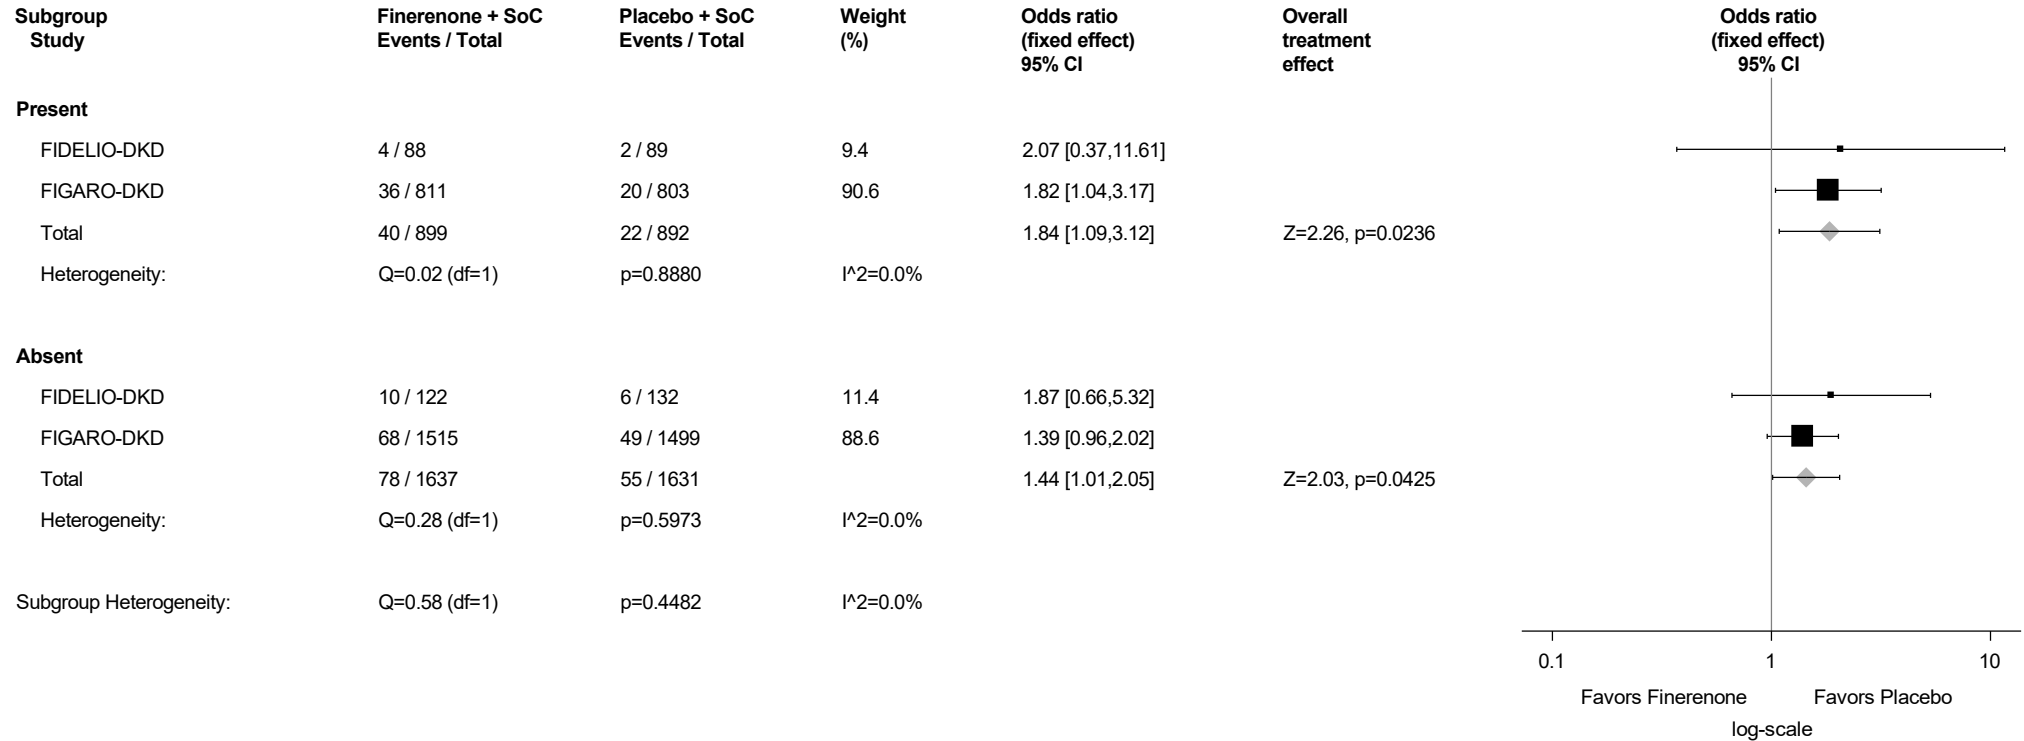 Subgroup Finerenone + SoC Placebo + SoC Weight Odds ratio Overall Odds ratio
Study Events / Total Events / Total (%) (fixed effect) treatment (fixed effect)
95% CI effect 95% CI
Present
FIDELIO-DKD 4 / 88 2 / 89 9.4 2.07 [0.37,11.61]
FIGARO-DKD 36 / 811 20 / 803 90.6 1.82 [1.04,3.17]
Total 40 / 899 22 / 892 1.84 [1.09,3.12] Z=2.26, p=0.0236
Heterogeneity: Q=0.02 (df=1) p=0.8880 I^2=0.0%
Absent
FIDELIO-DKD 10 / 122 6 / 132 11.4 1.87 [0.66,5.32]
FIGARO-DKD 68 / 1515 49 / 1499 88.6 1.39 [0.96,2.02]
Total 78 / 1637 55 / 1631 1.44 [1.01,2.05] Z=2.03, p=0.0425
Heterogeneity: Q=0.28 (df=1) p=0.5973 I^2=0.0%
Subgroup Heterogeneity: Q=0.58 (df=1) p=0.4482 I^2=0.0%
0.1 1 10
Favors Finerenone Favors Placebo
log-scale